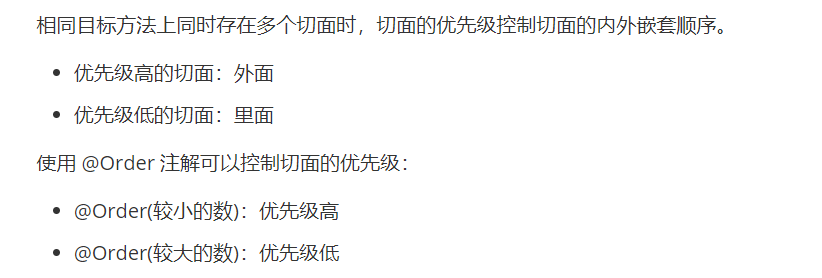 相同目标方法上同时存在多个切面时，切面的优先级控制切面的内外嵌套顺序。
• 优先级高的切面：外面
• 优先级低的切面：里面
使用 @Order 注解可以控制切面的优先级：
• @Order(较小的数)：优先级高
• @Order(较大的数)：优先级低